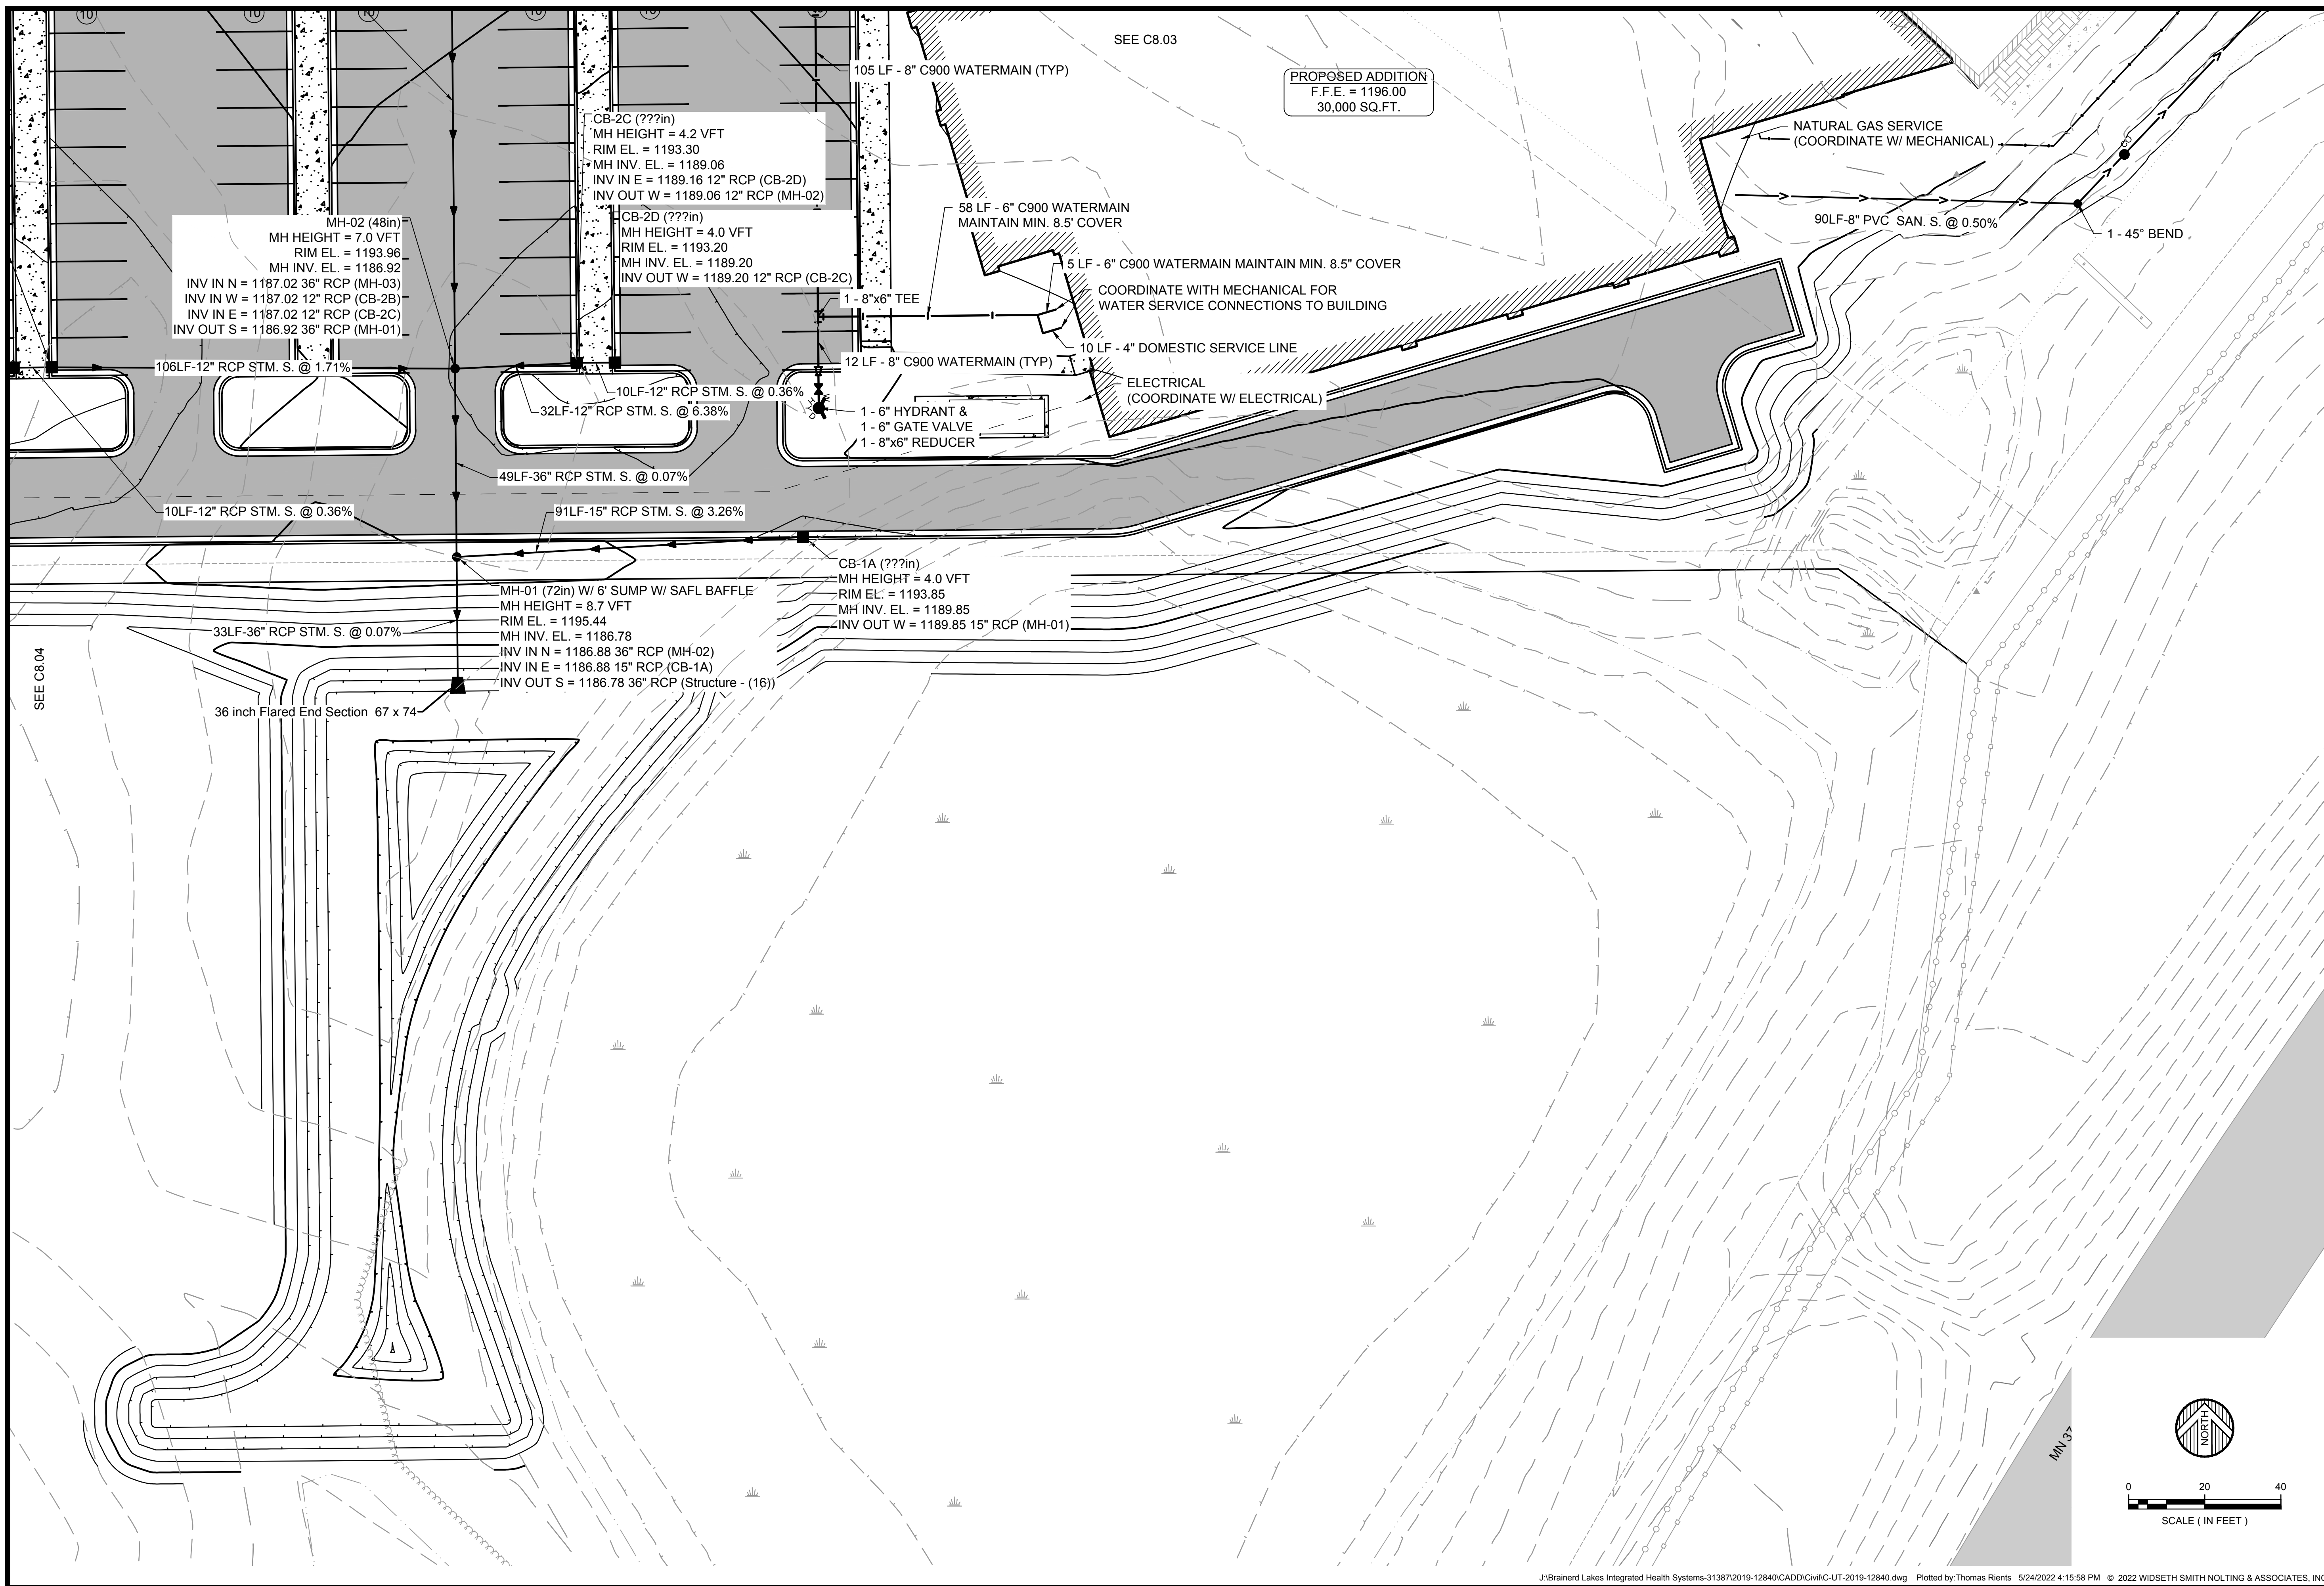 10
10
10
10
10
SEE C8.03
105 LF - 8" C900 WATERMAIN (TYP)
PROPOSED ADDITION
F.F.E. = 1196.00
30,000 SQ.FT.
CB-2C (???in)
MH HEIGHT = 4.2 VFT
RIM EL. = 1193.30
MH INV. EL. = 1189.06
INV IN E = 1189.16 12" RCP (CB-2D)
INV OUT W = 1189.06 12" RCP (MH-02)
NATURAL GAS SERVICE
(COORDINATE W/ MECHANICAL)
CO
MH-02 (48in)
MH HEIGHT = 7.0 VFT
RIM EL. = 1193.96
MH INV. EL. = 1186.92
INV IN N = 1187.02 36" RCP (MH-03)
INV IN W = 1187.02 12" RCP (CB-2B)
INV IN E = 1187.02 12" RCP (CB-2C)
INV OUT S = 1186.92 36" RCP (MH-01)
CB-2D (???in)
MH HEIGHT = 4.0 VFT
RIM EL. = 1193.20
MH INV. EL. = 1189.20
INV OUT W = 1189.20 12" RCP (CB-2C)
58 LF - 6" C900 WATERMAIN
MAINTAIN MIN. 8.5' COVER
90LF-8" PVC SAN. S. @ 0.50%
1 - 45° BEND
5 LF - 6" C900 WATERMAIN MAINTAIN MIN. 8.5" COVER
COORDINATE WITH MECHANICAL FOR
WATER SERVICE CONNECTIONS TO BUILDING
1 - 8"x6" TEE
10 LF - 4" DOMESTIC SERVICE LINE
12 LF - 8" C900 WATERMAIN (TYP)
106LF-12" RCP STM. S. @ 1.71%
10LF-12" RCP STM. S. @ 0.36%
32LF-12" RCP STM. S. @ 6.38%
ELECTRICAL
(COORDINATE W/ ELECTRICAL)
HYD
1 - 6" HYDRANT &
1 - 6" GATE VALVE
1 - 8"x6" REDUCER
49LF-36" RCP STM. S. @ 0.07%
10LF-12" RCP STM. S. @ 0.36%
91LF-15" RCP STM. S. @ 3.26%
CB-1A (???in)
MH HEIGHT = 4.0 VFT
RIM EL. = 1193.85
MH INV. EL. = 1189.85
INV OUT W = 1189.85 15" RCP (MH-01)
MH-01 (72in) W/ 6' SUMP W/ SAFL BAFFLE
MH HEIGHT = 8.7 VFT
RIM EL. = 1195.44
MH INV. EL. = 1186.78
INV IN N = 1186.88 36" RCP (MH-02)
INV IN E = 1186.88 15" RCP (CB-1A)
INV OUT S = 1186.78 36" RCP (Structure - (16))
33LF-36" RCP STM. S. @ 0.07%
SEE C8.04
36 inch Flared End Section 67 x 74
MN 37
NORTH
0 20 40
SCALE ( IN FEET )
J:\Brainerd Lakes Integrated Health Systems-31387\2019-12840\CADD\Civil\C-UT-2019-12840.dwg Plotted by:Thomas Rients 5/24/2022 4:15:58 PM © 2022 WIDSETH SMITH NOLTING & ASSOCIATES,